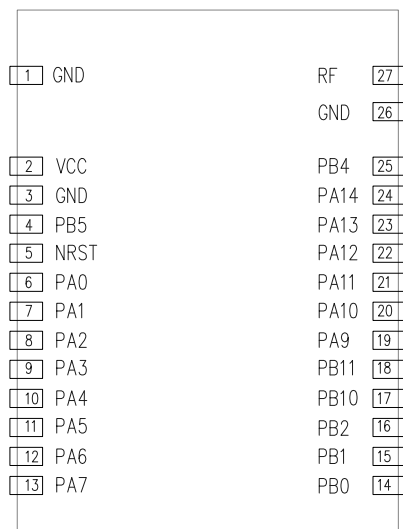 1 GND RF 27
GND 26
2 VCC PB4 25
3 GND PA14 24
4 PB5 PA13 23
5 NRST PA12 22
6 PA0 PA11 21
7 PA1 PA10 20
8 PA2 PA9 19
9 PA3 PB11 18
10 PA4 PB10 17
11 PA5 PB2 16
12 PA6 PB1 15
13 PA7 PB0 14